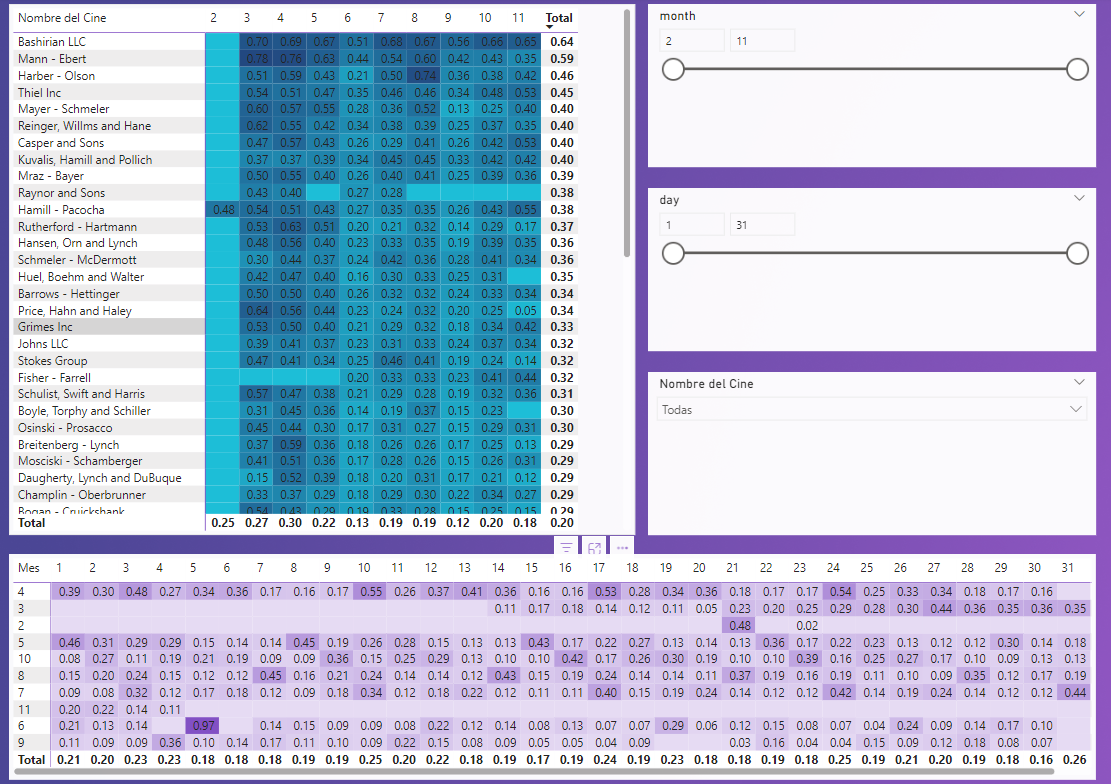 Nombre del Cine 2 3 4 5 6 7 8 9 10 11 Total
Bashirian LLC 0.70 0.69 0.67 0.51 0.68 0.67 0.56 0.66 0.65 0.64
Mann - Ebert 0.78 0.76 0.63 0.44 0.54 0.60 0.42 0.43 0.35 0.59
Harber - Olson 0.51 0.59 0.43 0.21 0.50 0.74 0.36 0.38 0.42 0.46
Thiel Inc 0.54 0.51 0.47 0.35 0.46 0.46 0.34 0.48 0.53 0.45
Mayer - Schmeler 0.60 0.57 0.55 0.28 0.36 0.52 0.13 0.25 0.40 0.40
Reinger, Willms and Hane 0.62 0.55 0.42 0.34 0.38 0.39 0.25 0.37 0.35 0.40
Casper and Sons 0.47 0.57 0.43 0.26 0.29 0.41 0.26 0.42 0.53 0.40
Kuvalis, Hamill and Pollich 0.37 0.37 0.39 0.34 0.45 0.45 0.33 0.42 0.42 0.40
Mraz - Bayer 0.50 0.55 0.40 0.26 0.40 0.41 0.25 0.39 0.36 0.39
Raynor and Sons 0.43 0.40 0.27 0.28 0.38
Hamill - Pacocha 0.48 0.54 0.51 0.43 0.27 0.35 0.35 0.26 0.43 0.55 0.38
Rutherford - Hartmann 0.53 0.63 0.51 0.20 0.21 0.32 0.14 0.29 0.17 0.37
Hansen, Orn and Lynch 0.48 0.56 0.40 0.23 0.33 0.35 0.19 0.39 0.35 0.36
Schmeler - McDermott 0.30 0.44 0.37 0.24 0.42 0.36 0.28 0.41 0.34 0.36
Huel, Boehm and Walter 0.42 0.47 0.40 0.16 0.30 0.33 0.25 0.31 0.35
Barrows - Hettinger 0.50 0.50 0.40 0.26 0.32 0.32 0.24 0.33 0.34 0.34
Price, Hahn and Haley 0.64 0.56 0.44 0.23 0.24 0.32 0.20 0.25 0.05 0.34
Grimes Inc 0.53 0.50 0.40 0.21 0.29 0.32 0.18 0.34 0.42 0.33
Johns LLC 0.39 0.41 0.37 0.23 0.31 0.33 0.24 0.37 0.34 0.32
Stokes Group 0.47 0.41 0.34 0.25 0.46 0.41 0.19 0.24 0.14 0.32
Fisher - Farrell 0.20 0.33 0.33 0.23 0.41 0.44 0.32
Schulist, Swift and Harris 0.57 0.47 0.38 0.21 0.29 0.28 0.19 0.32 0.36 0.31
Boyle, Torphy and Schiller 0.31 0.45 0.36 0.14 0.19 0.37 0.15 0.23 0.30
Osinski - Prosacco 0.45 0.44 0.30 0.17 0.31 0.27 0.15 0.29 0.31 0.30
Breitenberg - Lynch 0.37 0.59 0.36 0.18 0.26 0.26 0.17 0.25 0.13 0.29
Mosciski - Schamberger 0.41 0.51 0.36 0.17 0.28 0.26 0.15 0.26 0.31 0.29
Daugherty, Lynch and DuBuque 0.15 0.52 0.39 0.18 0.20 0.31 0.17 0.21 0.12 0.29
Champlin - Oberbrunner 0.33 0.37 0.29 0.18 0.29 0.30 0.22 0.34 0.27 0.29
Bogan - Cruickshank 0.54 0.43 0.29 0.19 0.33 0.28 0.15 0.25 0.15 0.29
Total 0.25 0.27 0.30 0.22 0.13 0.19 0.19 0.12 0.20 0.18 0.20
month
2 11
day
1 31
Nombre del Cine
Todas
Mes 1 2 3 4 5 6 7 8 9 10 11 12 13 14 15 16 17 18 19 20 21 22 23 24 25 26 27 28 29 30 31
4 0.39 0.30 0.48 0.27 0.34 0.36 0.17 0.16 0.17 0.55 0.26 0.37 0.41 0.36 0.16 0.16 0.53 0.28 0.34 0.36 0.18 0.17 0.17 0.54 0.25 0.33 0.34 0.18 0.17 0.16
3 0.11 0.17 0.18 0.14 0.12 0.11 0.05 0.23 0.20 0.25 0.29 0.28 0.30 0.44 0.36 0.35 0.36 0.35
2 0.48 0.02
5 0.46 0.31 0.29 0.29 0.15 0.14 0.14 0.45 0.19 0.26 0.28 0.15 0.13 0.13 0.43 0.17 0.22 0.27 0.13 0.14 0.13 0.36 0.17 0.22 0.23 0.13 0.12 0.12 0.30 0.14 0.18
10 0.08 0.27 0.11 0.19 0.21 0.19 0.09 0.09 0.36 0.15 0.25 0.29 0.13 0.10 0.10 0.42 0.17 0.26 0.30 0.19 0.10 0.10 0.39 0.16 0.25 0.27 0.17 0.10 0.09 0.13 0.13
8 0.15 0.20 0.24 0.15 0.12 0.12 0.45 0.16 0.21 0.24 0.14 0.14 0.12 0.43 0.15 0.19 0.24 0.14 0.14 0.11 0.37 0.19 0.16 0.19 0.11 0.10 0.09 0.35 0.12 0.17 0.19
7 0.09 0.08 0.32 0.12 0.17 0.18 0.12 0.09 0.18 0.34 0.12 0.18 0.22 0.12 0.11 0.11 0.40 0.15 0.19 0.24 0.14 0.12 0.12 0.42 0.14 0.19 0.24 0.14 0.12 0.12 0.44
11 0.20 0.22 0.14 0.11
6 0.21 0.13 0.14 0.97 0.14 0.15 0.09 0.09 0.08 0.22 0.12 0.14 0.08 0.13 0.07 0.07 0.29 0.06 0.12 0.15 0.08 0.07 0.04 0.24 0.09 0.14 0.17 0.10
9 0.11 0.09 0.09 0.36 0.10 0.14 0.17 0.11 0.10 0.09 0.22 0.15 0.08 0.09 0.05 0.05 0.04 0.09 0.03 0.16 0.04 0.04 0.15 0.09 0.12 0.18 0.08 0.07
Total 0.21 0.20 0.23 0.23 0.18 0.18 0.18 0.19 0.19 0.25 0.20 0.22 0.18 0.19 0.17 0.19 0.24 0.19 0.23 0.18 0.18 0.18 0.18 0.25 0.19 0.21 0.20 0.19 0.18 0.16 0.26